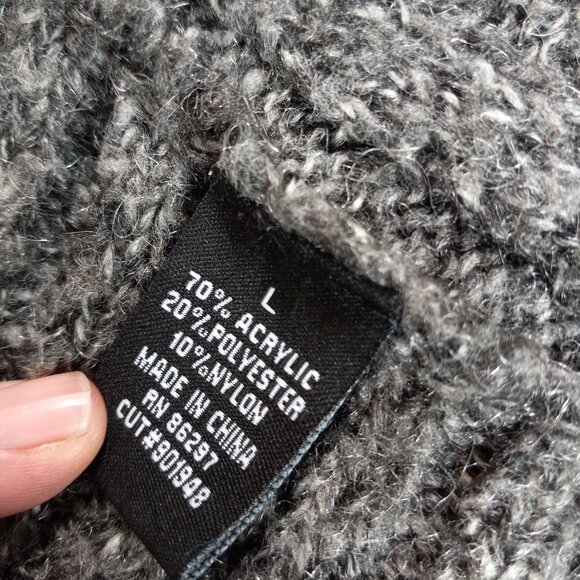 L
70% ACRYLIC
20% POLYESTER
10% NYLON
MADE IN CHINA
RN 86297
CUT#901948